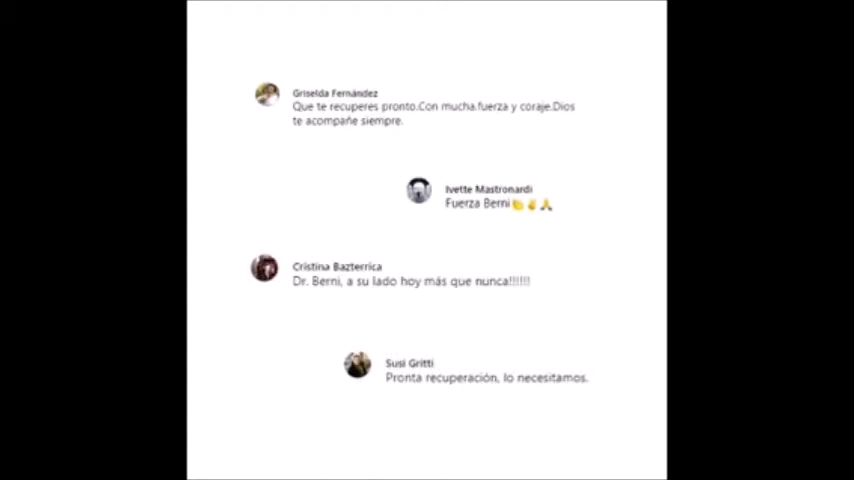 Griselda Fernández
Que te recuperes pronto.Con mucha.fuerza y coraje.Dios
te acompañe siempre.
Ivette Mastronardi
Fuerza Berni👏✌️🙏
Cristina Bazterrica
Dr. Berni, a su lado hoy más que nunca!!!!!!
Susi Gritti
Pronta recuperación, lo necesitamos.